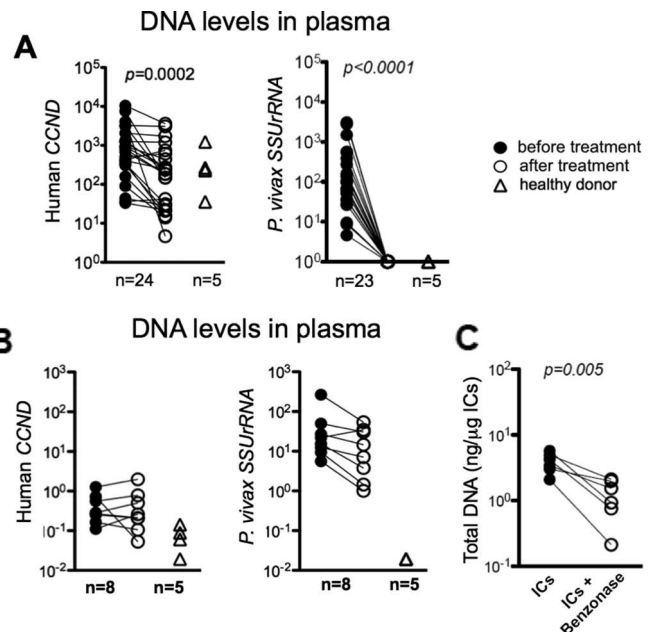 DNA levels in plasma
A
p=0.0002
Human CCND
10⁵
10⁴
10³
10²
10¹
10⁰
n=24
n=5
p<0.0001
P. vivax SSUrRNA
10⁵
10⁴
10³
10²
10¹
10⁰
n=23
n=5
before treatment
after treatment
healthy donor
B
DNA levels in plasma
Human CCND
10³
10²
10¹
10⁰
10⁻¹
10⁻²
n=8
n=5
P. vivax SSUrRNA
10³
10²
10¹
10⁰
10⁻¹
10⁻²
n=8
n=5
C
p=0.005
Total DNA (ng/µg ICs)
10²
10¹
10⁰
10⁻¹
ICs
ICs +
Benzonase